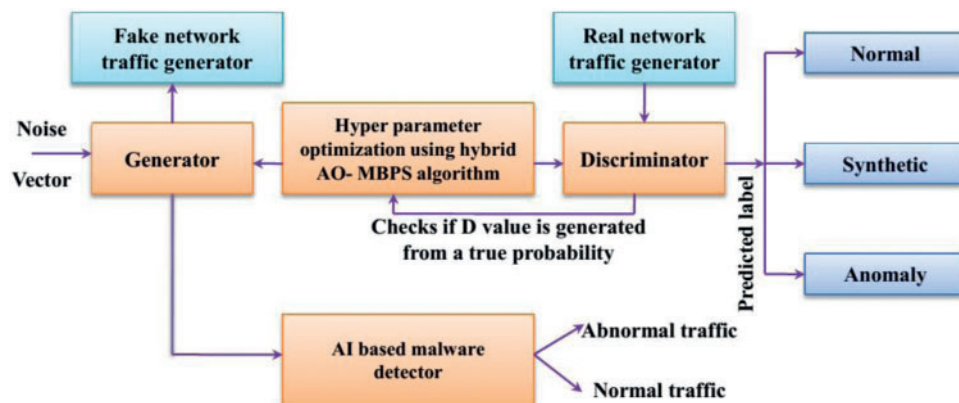 Fake network
traffic generator
Real network
traffic generator
Normal
Noise
Vector
Generator
Hyper parameter
optimization using hybrid
AO- MBPS algorithm
Discriminator
Synthetic
Checks if D value is generated
from a true probability
Predicted label
Anomaly
AI based malware
detector
Abnormal traffic
Normal traffic